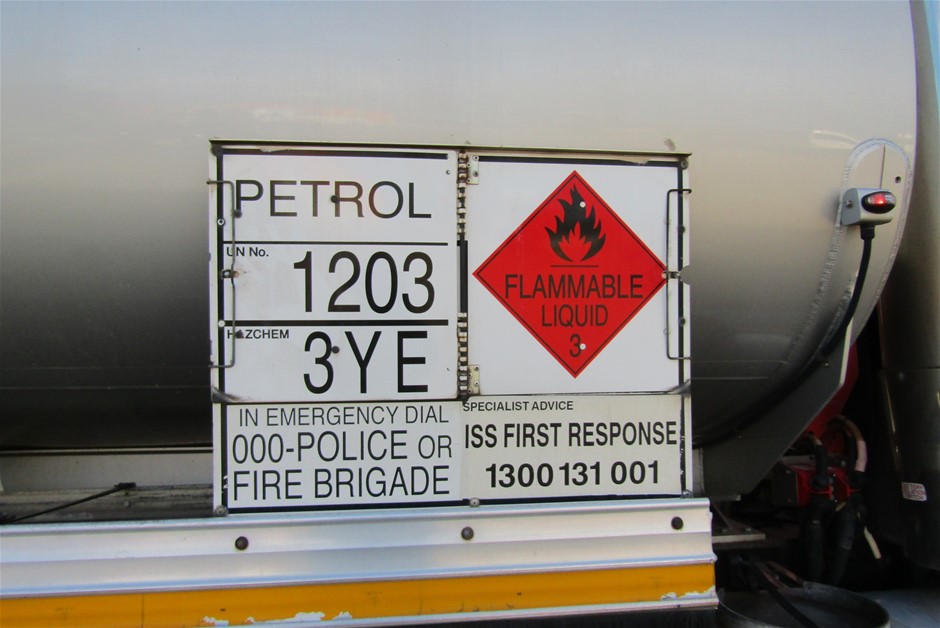 PETROL
UN No.
1203
HAZCHEM
3YE
FLAMMABLE
LIQUID
3
IN EMERGENCY DIAL
000-POLICE OR
FIRE BRIGADE
SPECIALIST ADVICE
ISS FIRST RESPONSE
1300 131 001